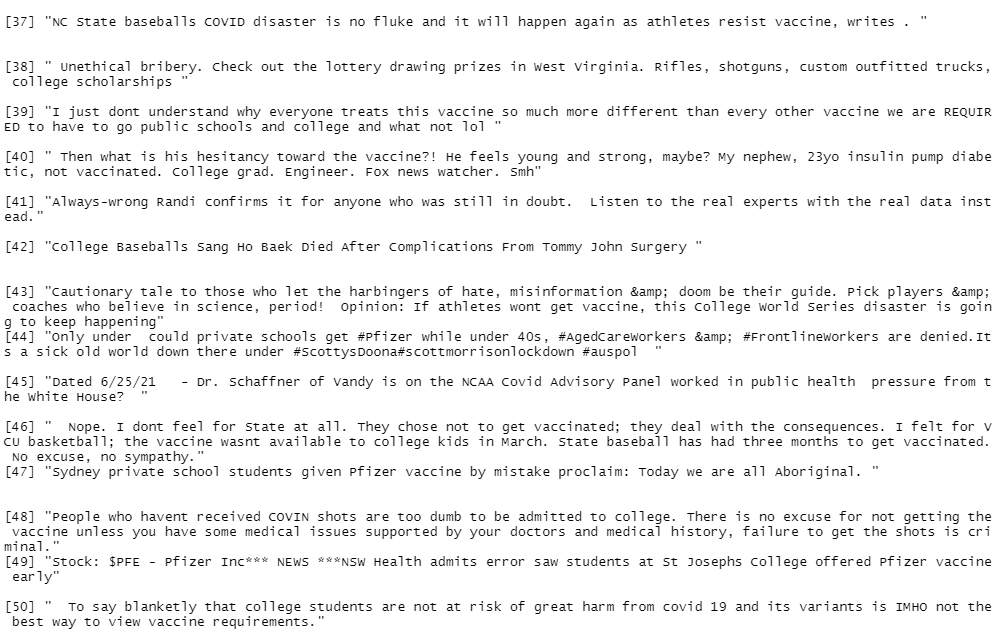 [37] "NC State baseballs COVID disaster is no fluke and it will happen again as athletes resist vaccine, writes . "
[38] " Unethical bribery. Check out the lottery drawing prizes in West Virginia. Rifles, shotguns, custom outfitted trucks,
college scholarships "
[39] "I just dont understand why everyone treats this vaccine so much more different than every other vaccine we are REQUIR
ED to have to go public schools and college and what not lol "
[40] " Then what is his hesitancy toward the vaccine?! He feels young and strong, maybe? My nephew, 23yo insulin pump diabe
tic, not vaccinated. College grad. Engineer. Fox news watcher. Smh"
[41] "Always-wrong Randi confirms it for anyone who was still in doubt.  Listen to the real experts with the real data inst
ead."
[42] "College Baseballs Sang Ho Baek Died After Complications From Tommy John Surgery "
[43] "Cautionary tale to those who let the harbingers of hate, misinformation &amp; doom be their guide. Pick players &amp;
coaches who believe in science, period!  Opinion: If athletes wont get vaccine, this College World Series disaster is goin
g to keep happening"
[44] "Only under  could private schools get #Pfizer while under 40s, #AgedCareWorkers &amp; #FrontlineWorkers are denied.It
s a sick old world down there under #ScottysDoona#scottmorrisonlockdown #auspol  "
[45] "Dated 6/25/21   - Dr. Schaffner of Vandy is on the NCAA Covid Advisory Panel worked in public health  pressure from t
he White House?  "
[46] "  Nope. I dont feel for State at all. They chose not to get vaccinated; they deal with the consequences. I felt for V
CU basketball; the vaccine wasnt available to college kids in March. State baseball has had three months to get vaccinated.
No excuse, no sympathy."
[47] "Sydney private school students given Pfizer vaccine by mistake proclaim: Today we are all Aboriginal. "
[48] "People who havent received COVIN shots are too dumb to be admitted to college. There is no excuse for not getting the
vaccine unless you have some medical issues supported by your doctors and medical history, failure to get the shots is cri
minal."
[49] "Stock: $PFE - Pfizer Inc*** NEWS ***NSW Health admits error saw students at St Josephs College offered Pfizer vaccine
early"
[50] "  To say blanketly that college students are not at risk of great harm from covid 19 and its variants is IMHO not the
best way to view vaccine requirements."